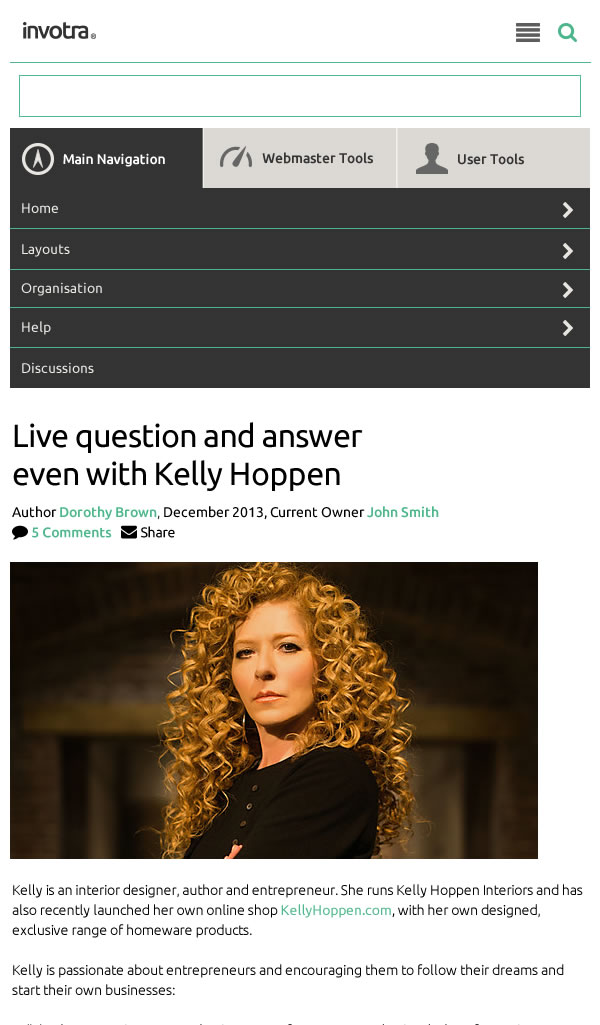 invotra®
Main Navigation
Webmaster Tools
User Tools
Home
Layouts
Organisation
Help
Discussions
Live question and answer
even with Kelly Hoppen
Author Dorothy Brown, December 2013, Current Owner John Smith
5 Comments Share
Kelly is an interior designer, author and entrepreneur. She runs Kelly Hoppen Interiors and has
also recently launched her own online shop KellyHoppen.com, with her own designed,
exclusive range of homeware products.
Kelly is passionate about entrepreneurs and encouraging them to follow their dreams and
start their own businesses: